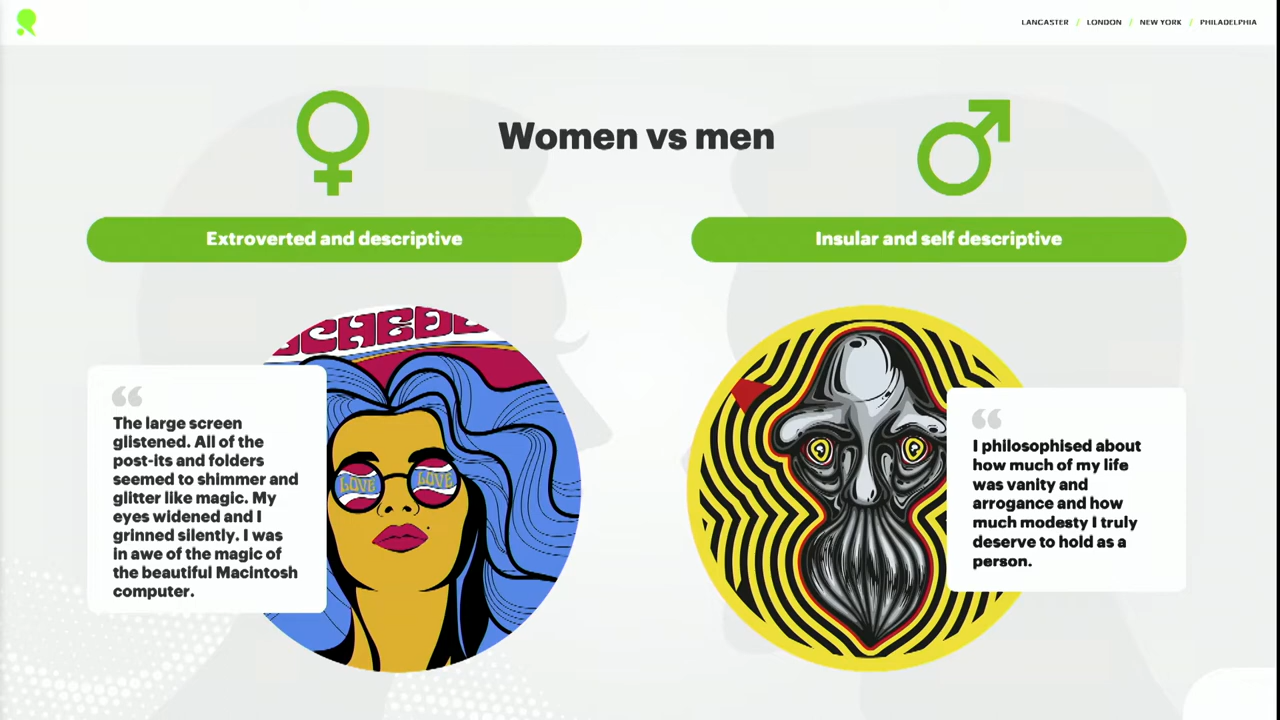 LANCASTER / LONDON / NEW YORK / PHILADELPHIA
Women vs men
Extroverted and descriptive
Insular and self descriptive
CHEDE
LOVE LOVE
“
The large screen
glistened. All of the
post-its and folders
seemed to shimmer and
glitter like magic. My
eyes widened and I
grinned silently. I was
in awe of the magic of
the beautiful Macintosh
computer.
“
I philosophised about
how much of my life
was vanity and
arrogance and how
much modesty I truly
deserve to hold as a
person.